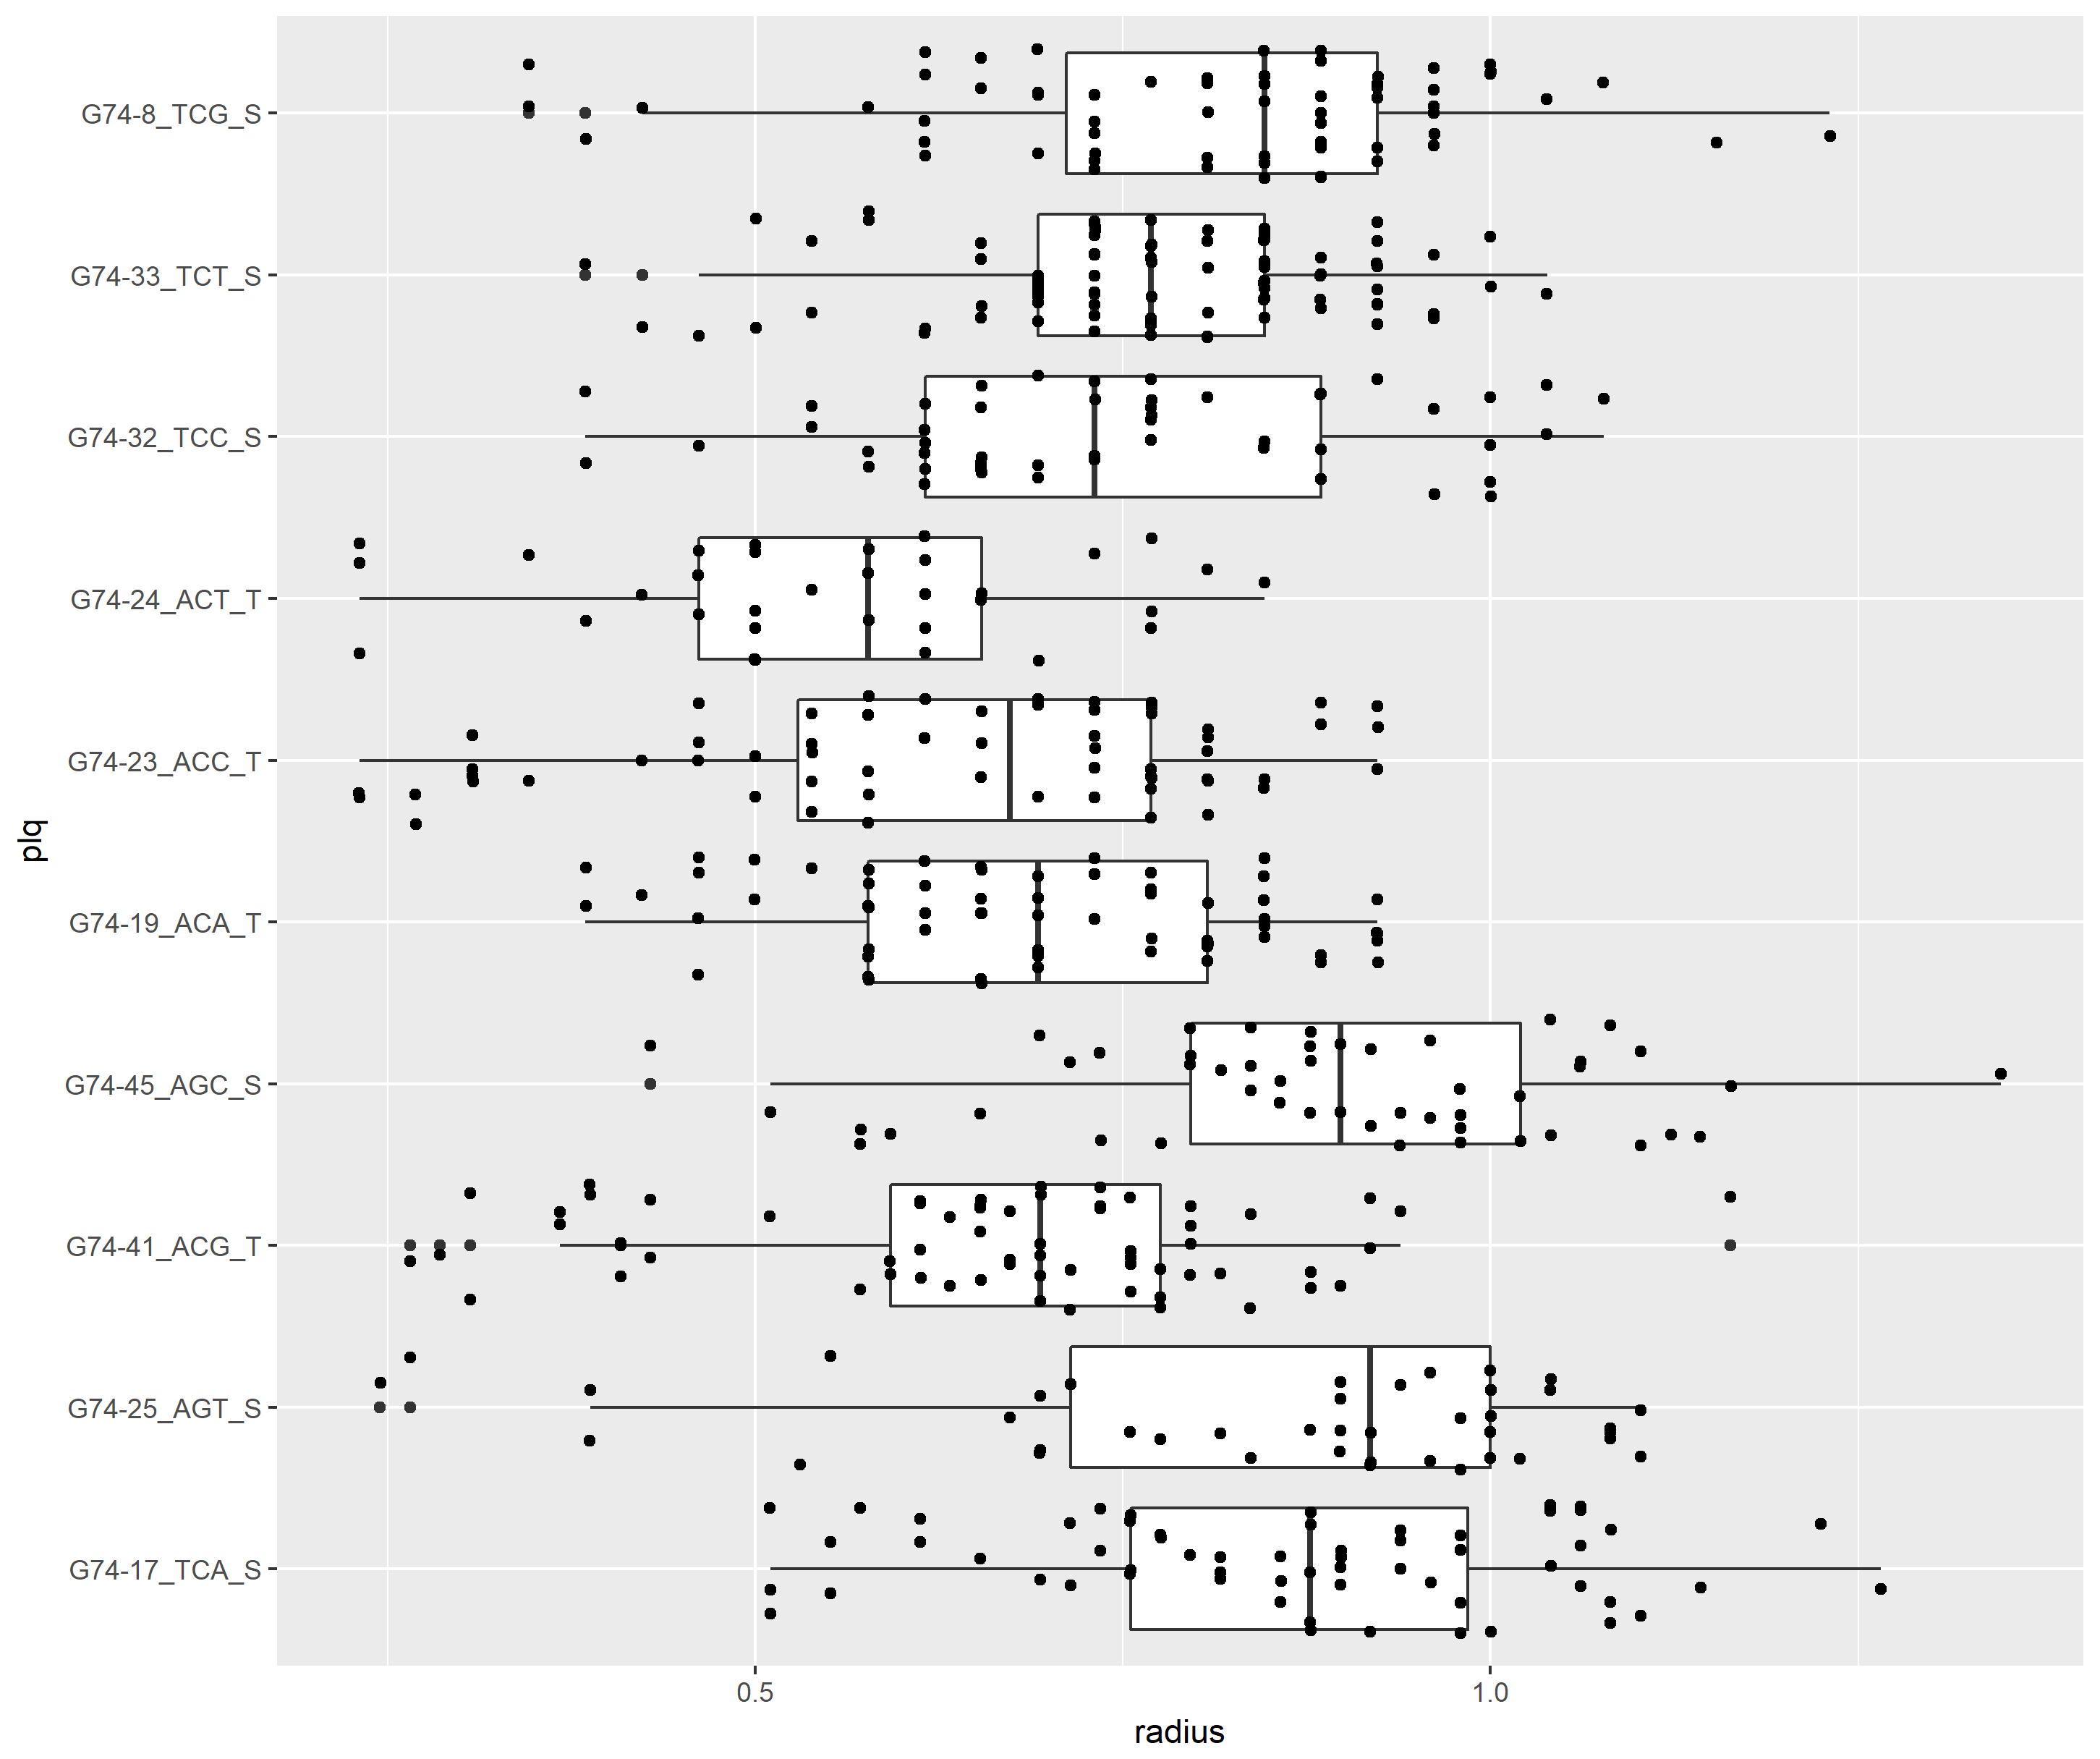 G74-8_TCG_S
G74-33_TCT_S
G74-32_TCC_S
G74-24_ACT_T
G74-23_ACC_T
plq
G74-19_ACA_T
G74-45_AGC_S
G74-41_ACG_T
G74-25_AGT_S
G74-17_TCA_S
0.5 1.0
radius